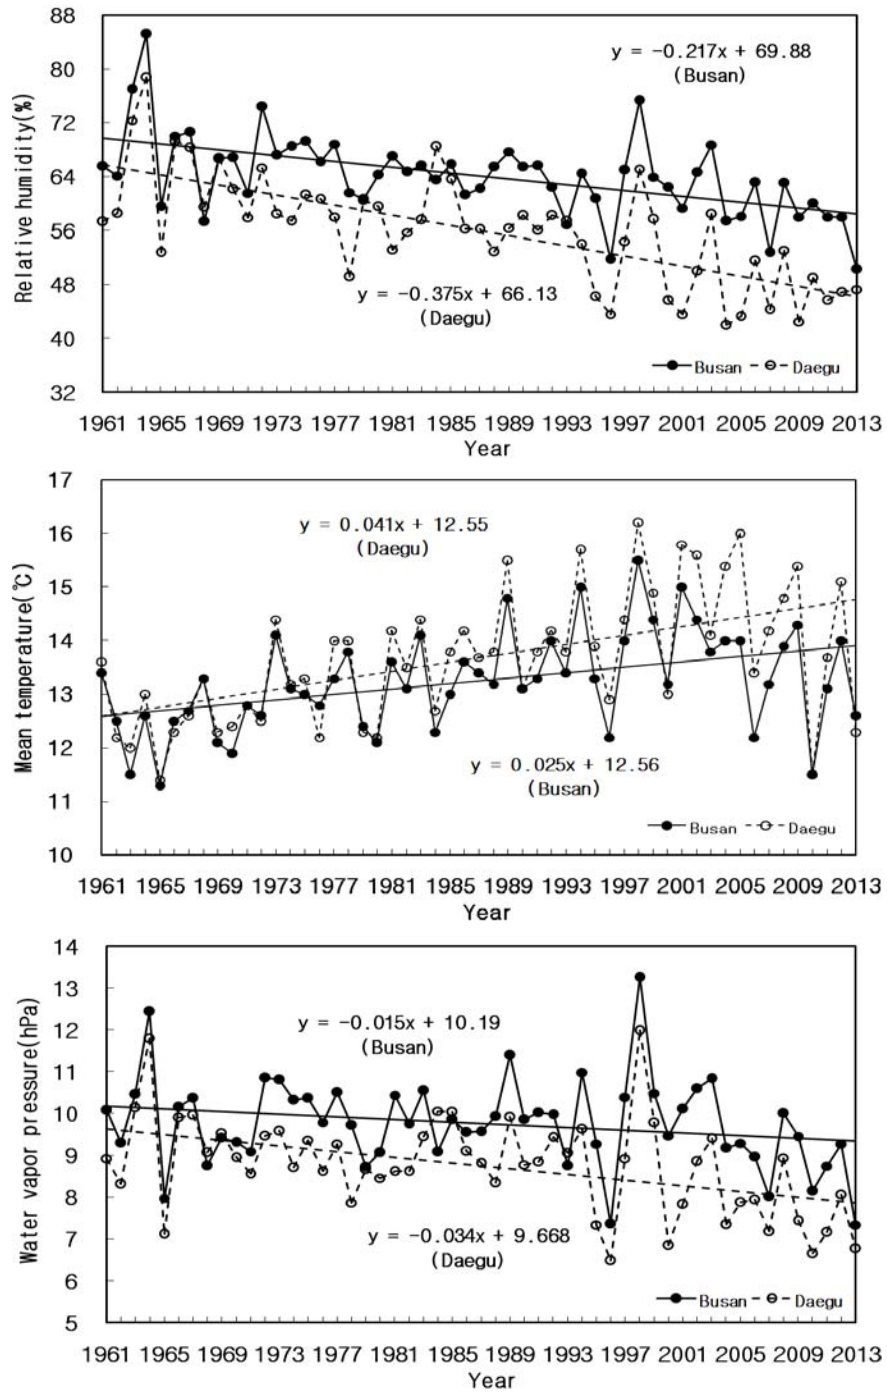 88
80
72
64
56
48
40
32
Relative humidity(%)
y = -0.217x + 69.88
(Busan)
y = -0.375x + 66.13
(Daegu)
Busan Daegu
1961 1965 1969 1973 1977 1981 1985 1989 1993 1997 2001 2005 2009 2013
Year
17
16
15
14
13
12
11
10
Mean temperature(℃)
y = 0.041x + 12.55
(Daegu)
y = 0.025x + 12.56
(Busan)
Busan Daegu
1961 1965 1969 1973 1977 1981 1985 1989 1993 1997 2001 2005 2009 2013
Year
14
13
12
11
10
9
8
7
6
5
Water vapor pressure(hPa)
y = -0.015x + 10.19
(Busan)
y = -0.034x + 9.668
(Daegu)
Busan Daegu
1961 1965 1969 1973 1977 1981 1985 1989 1993 1997 2001 2005 2009 2013
Year